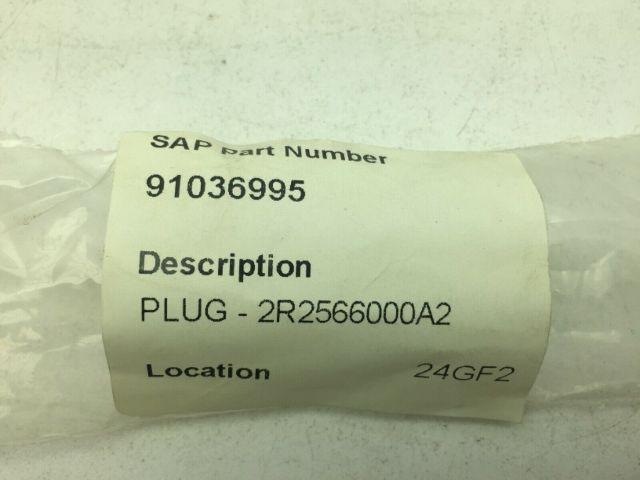 SAP Part Number
91036995
Description
PLUG - 2R2566000A2
Location 24GF2